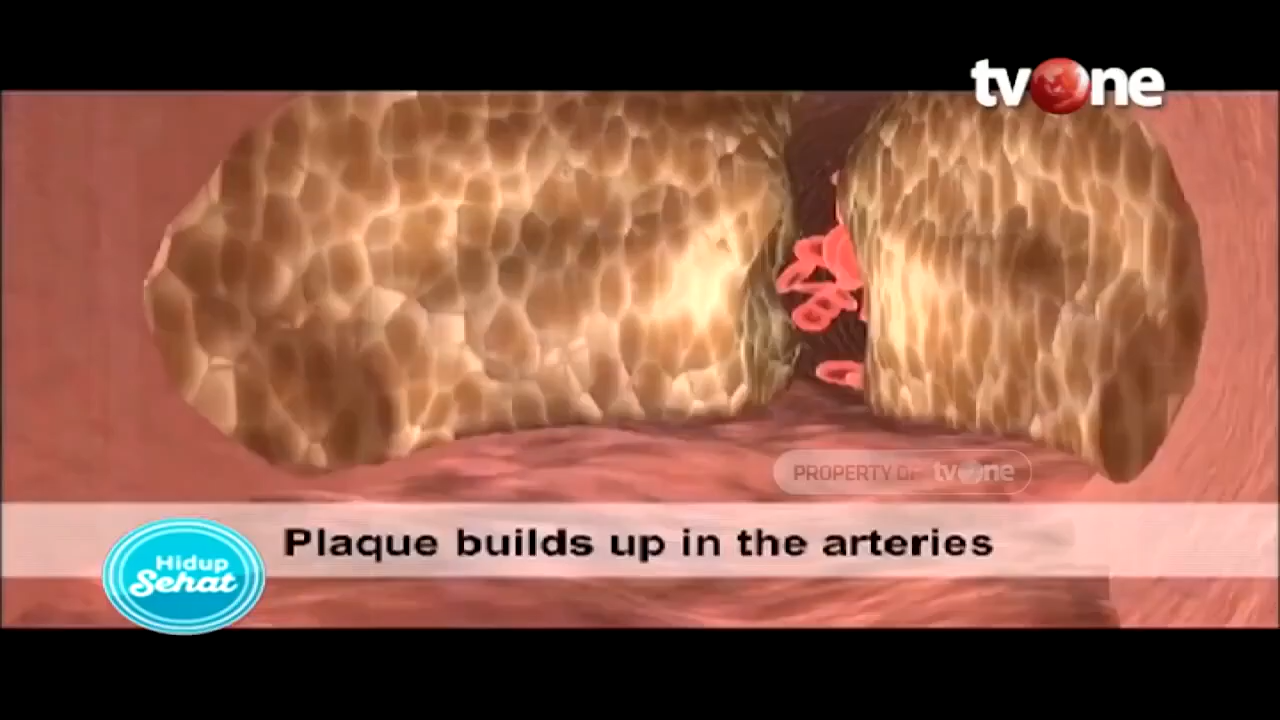 tvOne
PROPERTY OF tvOne
Plaque builds up in the arteries
Hidup
Sehat